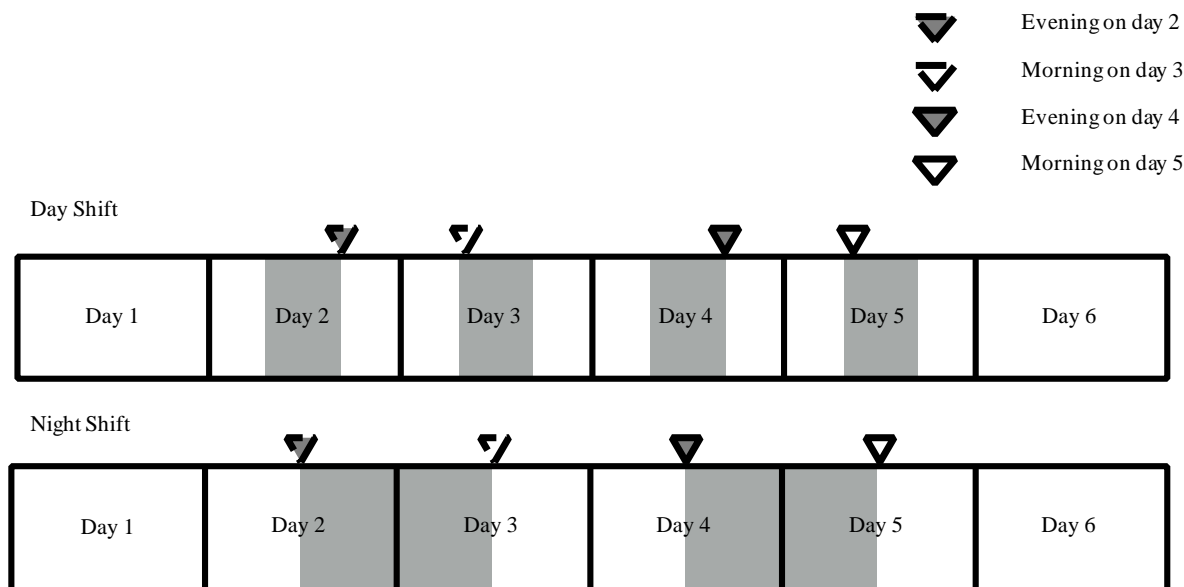 Evening on day 2
Morning on day 3
Evening on day 4
Morning on day 5
Day Shift
Day 1 Day 2 Day 3 Day 4 Day 5 Day 6
Night Shift
Day 1 Day 2 Day 3 Day 4 Day 5 Day 6